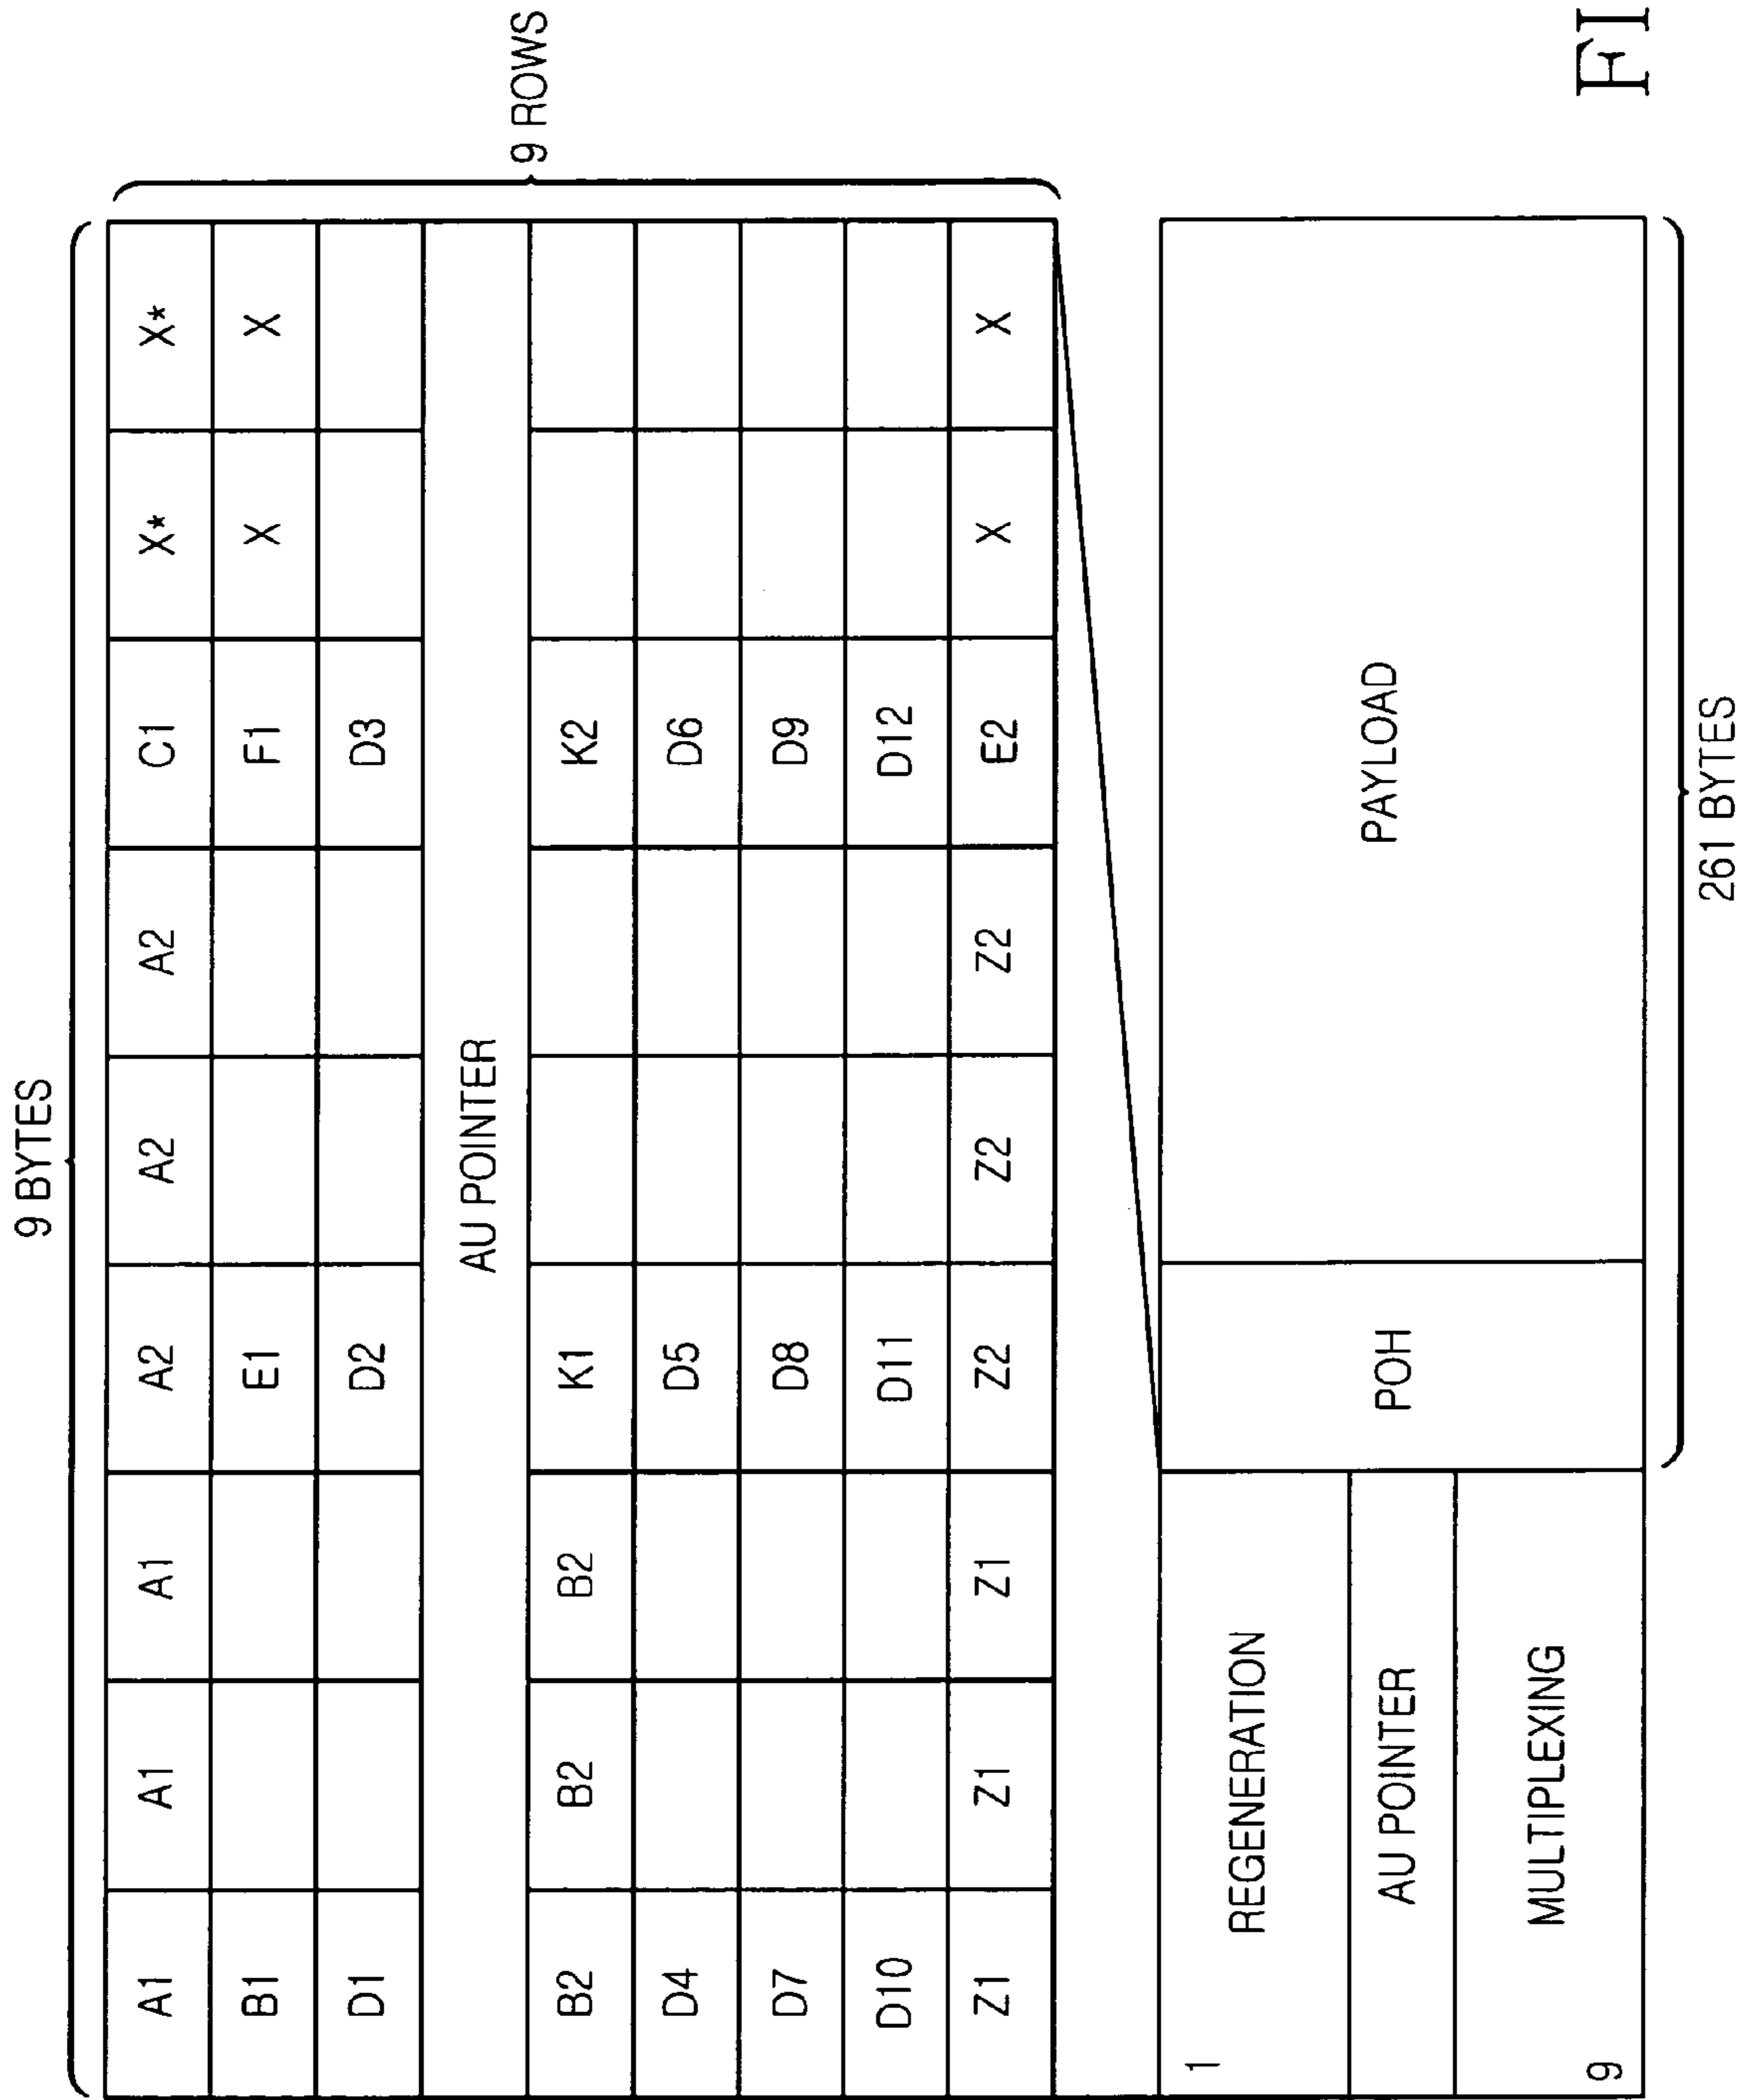 9 BYTES
A1 A1 A1 A2 A2 A2 C1 X* X*
B1 E1 F1 X X
D1 D2 D3
AU POINTER
9 ROWS
B2 B2 B2 K1 K2
D4 D5 D6
D7 D8 D9
D10 D11 D12
Z1 Z1 Z1 Z2 Z2 Z2 E2 X X
1
REGENERATION
AU POINTER
MULTIPLEXING
9
POH
PAYLOAD
261 BYTES
FI